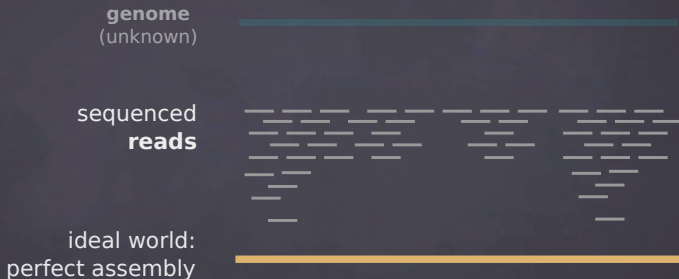 genome
(unknown)
sequenced
reads
ideal world:
perfect assembly